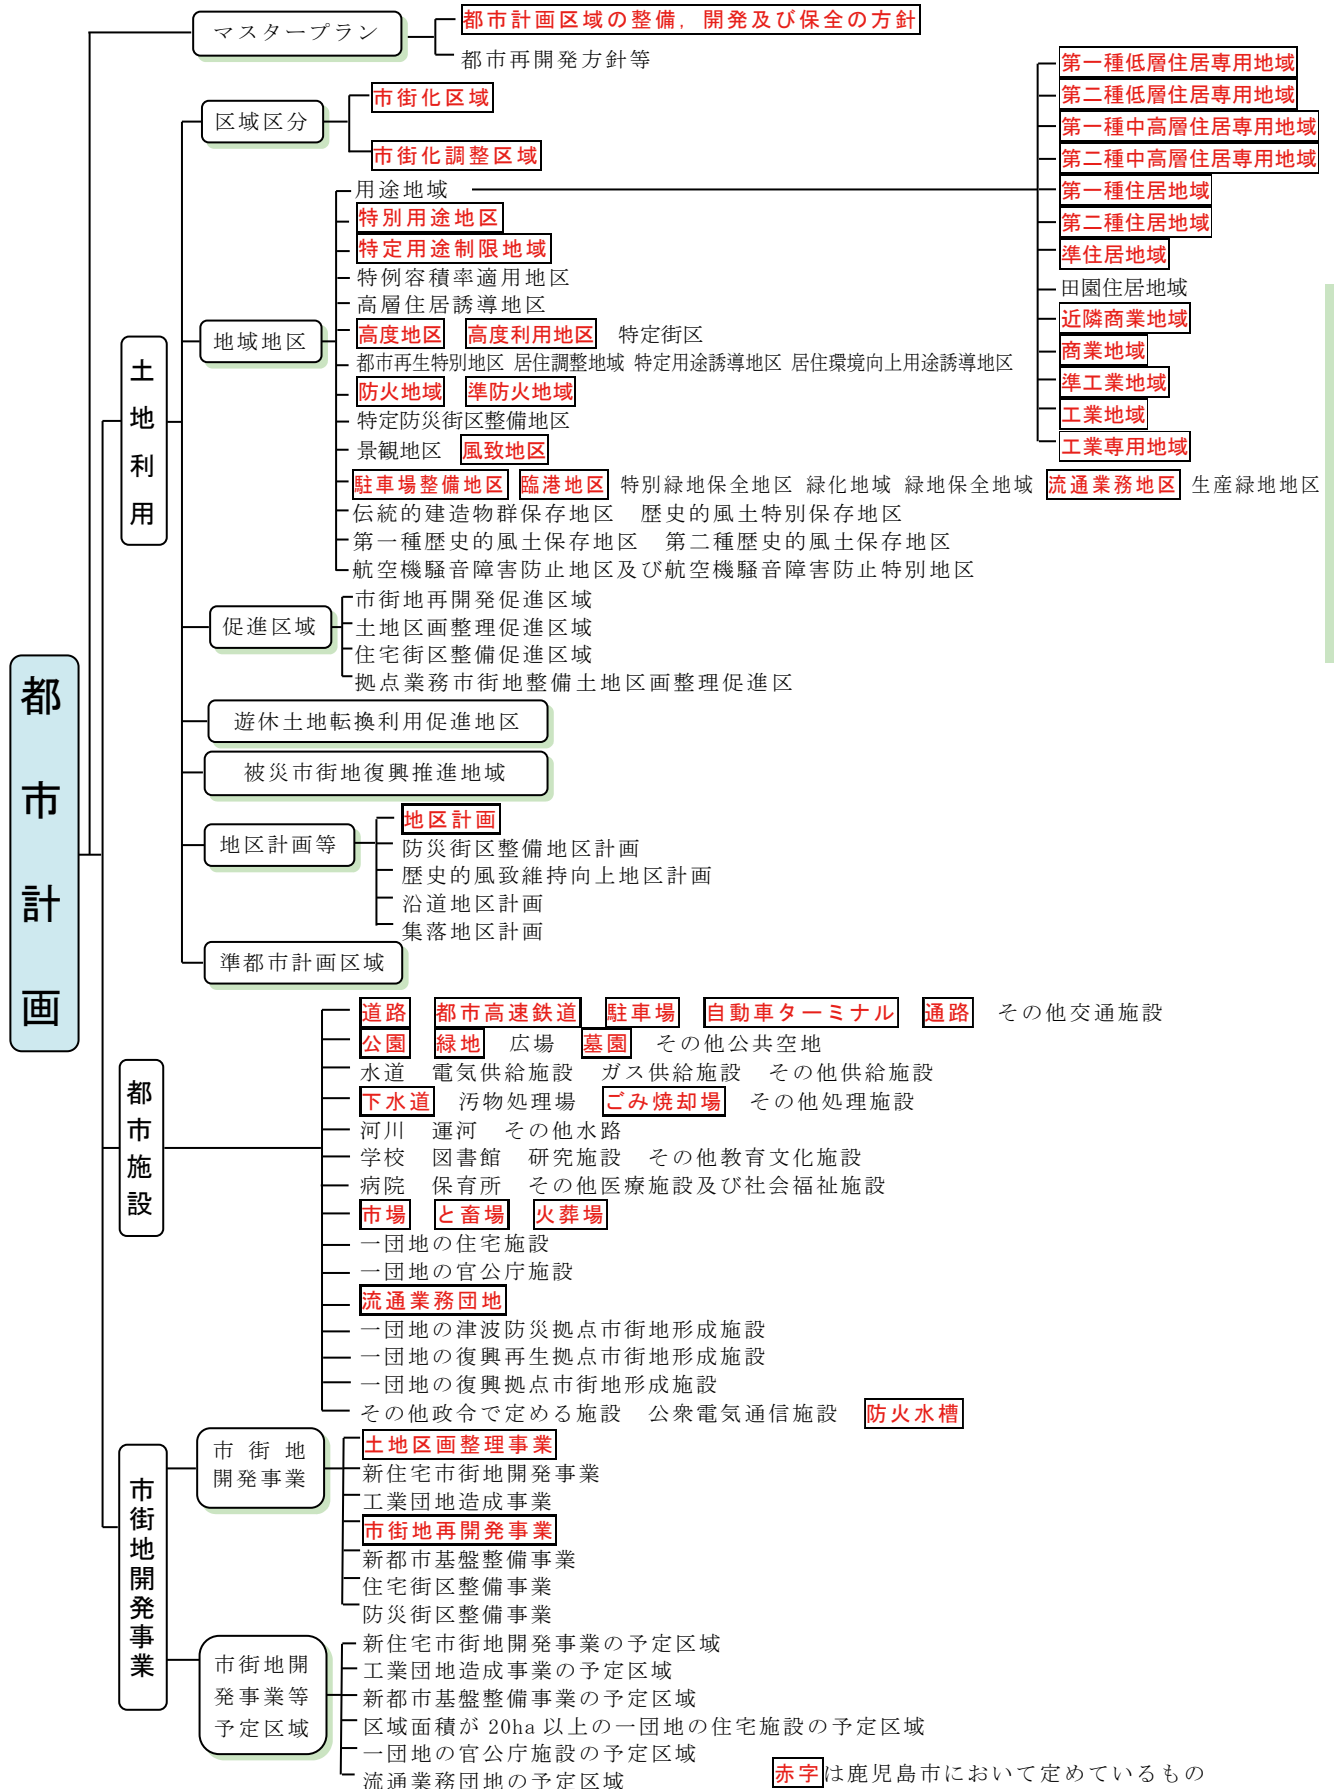 都市計画
マスタープラン
都市計画区域の整備，開発及び保全の方針
都市再開発方針等
土地利用
区域区分
市街化区域
市街化調整区域
地域地区
用途地域
第一種低層住居専用地域
第二種低層住居専用地域
第一種中高層住居専用地域
第二種中高層住居専用地域
第一種住居地域
第二種住居地域
準住居地域
田園住居地域
近隣商業地域
商業地域
準工業地域
工業地域
工業専用地域
特別用途地区
特定用途制限地域
特例容積率適用地区
高層住居誘導地区
高度地区 高度利用地区 特定街区
都市再生特別地区 居住調整地域 特定用途誘導地区 居住環境向上用途誘導地区
防火地域 準防火地域
特定防災街区整備地区
景観地区 風致地区
駐車場整備地区 臨港地区 特別緑地保全地区 緑化地域 緑地保全地域 流通業務地区 生産緑地地区
伝統的建造物群保存地区 歴史的風土特別保存地区
第一種歴史的風土保存地区 第二種歴史的風土保存地区
航空機騒音障害防止地区及び航空機騒音障害防止特別地区
促進区域
市街地再開発促進区域
土地区画整理促進区域
住宅街区整備促進区域
拠点業務市街地整備土地区画整理促進区
遊休土地転換利用促進地区
被災市街地復興推進地域
地区計画等
地区計画
防災街区整備地区計画
歴史的風致維持向上地区計画
沿道地区計画
集落地区計画
準都市計画区域
都市施設
道路 都市高速鉄道 駐車場 自動車ターミナル 通路 その他交通施設
公園 緑地 広場 墓園 その他公共空地
水道 電気供給施設 ガス供給施設 その他供給施設
下水道 汚物処理場 ごみ焼却場 その他処理施設
河川 運河 その他水路
学校 図書館 研究施設 その他教育文化施設
病院 保育所 その他医療施設及び社会福祉施設
市場 と畜場 火葬場
一団地の住宅施設
一団地の官公庁施設
流通業務団地
一団地の津波防災拠点市街地形成施設
一団地の復興再生拠点市街地形成施設
一団地の復興拠点市街地形成施設
その他政令で定める施設 公衆電気通信施設 防火水槽
市街地開発事業
市街地
開発事業
土地区画整理事業
新住宅市街地開発事業
工業団地造成事業
市街地再開発事業
新都市基盤整備事業
住宅街区整備事業
防災街区整備事業
市街地開
発事業等
予定区域
新住宅市街地開発事業の予定区域
工業団地造成事業の予定区域
新都市基盤整備事業の予定区域
区域面積が 20ha 以上の一団地の住宅施設の予定区域
一団地の官公庁施設の予定区域
流通業務団地の予定区域
赤字は鹿児島市において定めているもの